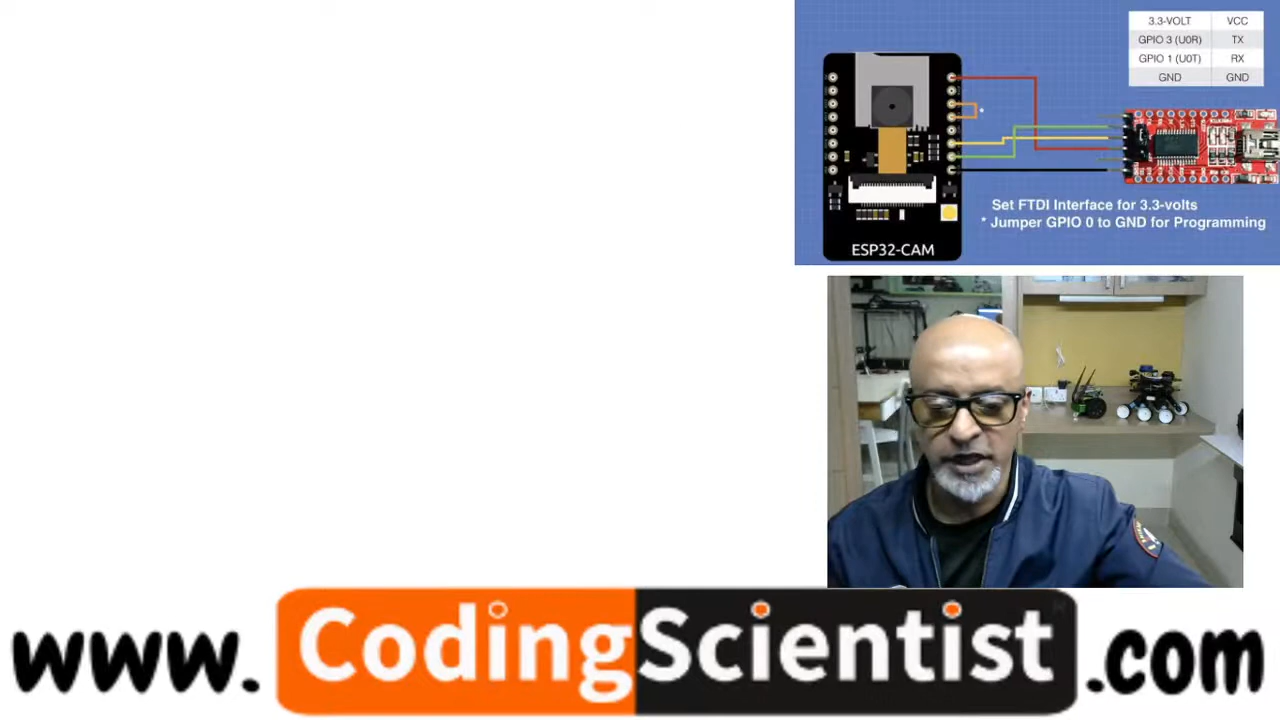 3.3-VOLT VCC
GPIO 3 (U0R) TX
GPIO 1 (U0T) RX
GND GND
*
Set FTDI Interface for 3.3-volts
* Jumper GPIO 0 to GND for Programming
ESP32-CAM
www.CodingScientist.com